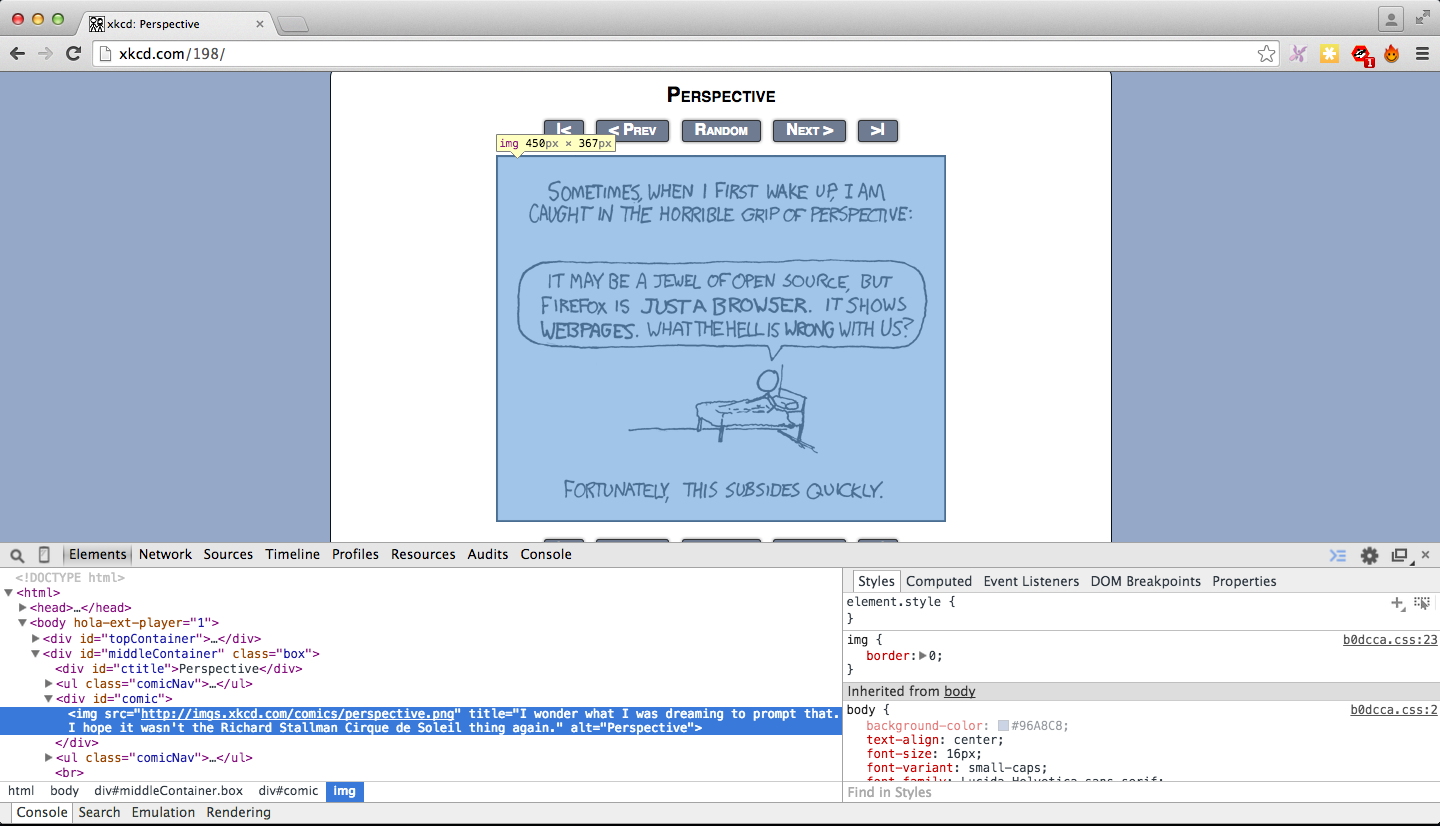 xkcd: Perspective
xkcd.com/198/
1
Perspective
|< < Prev Random Next > >|
img 450px × 367px
SOMETIMES, WHEN I FIRST WAKE UP, I AM
CAUGHT IN THE HORRIBLE GRIP OF PERSPECTIVE:
IT MAY BE A JEWEL OF OPEN SOURCE, BUT
FIREFOX IS JUST A BROWSER. IT SHOWS
WEBPAGES. WHAT THE HELL IS WRONG WITH US?
FORTUNATELY, THIS SUBSIDES QUICKLY.
Elements Network Sources Timeline Profiles Resources Audits Console
<!DOCTYPE html>
<html>
<head>…</head>
<body hola-ext-player="1">
<div id="topContainer">…</div>
<div id="middleContainer" class="box">
<div id="ctitle">Perspective</div>
<ul class="comicNav">…</ul>
<div id="comic">
<img src="http://imgs.xkcd.com/comics/perspective.png" title="I wonder what I was dreaming to prompt that.
I hope it wasn't the Richard Stallman Cirque de Soleil thing again." alt="Perspective">
</div>
<ul class="comicNav">…</ul>
<br>
html body div#middleContainer.box div#comic img
Styles Computed Event Listeners DOM Breakpoints Properties
element.style {
}
img { b0dcca.css:23
border: 0;
}
Inherited from body
body { b0dcca.css:2
background-color: #96A8C8;
text-align: center;
font-size: 16px;
font-variant: small-caps;
font-family: Lucida,Helvetica,sans-serif;
Find in Styles
Console Search Emulation Rendering